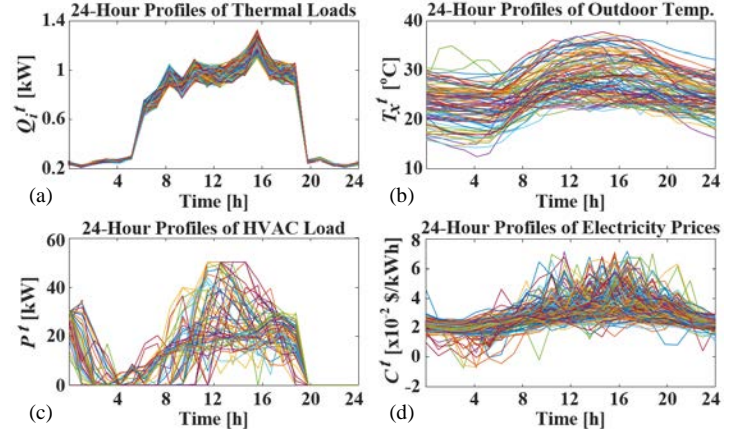 24-Hour Profiles of Thermal Loads
1.4
1
0.6
0.2
Q_i^t [kW]
4 8 12 16 20 24
Time [h]
(a)
24-Hour Profiles of Outdoor Temp.
40
30
20
10
T_x^t [°C]
4 8 12 16 20 24
Time [h]
(b)
24-Hour Profiles of HVAC Load
60
40
20
0
P^t [kW]
4 8 12 16 20 24
Time [h]
(c)
24-Hour Profiles of Electricity Prices
8
6
4
2
0
-2
C^t [x10^-2 $/kWh]
4 8 12 16 20 24
Time [h]
(d)